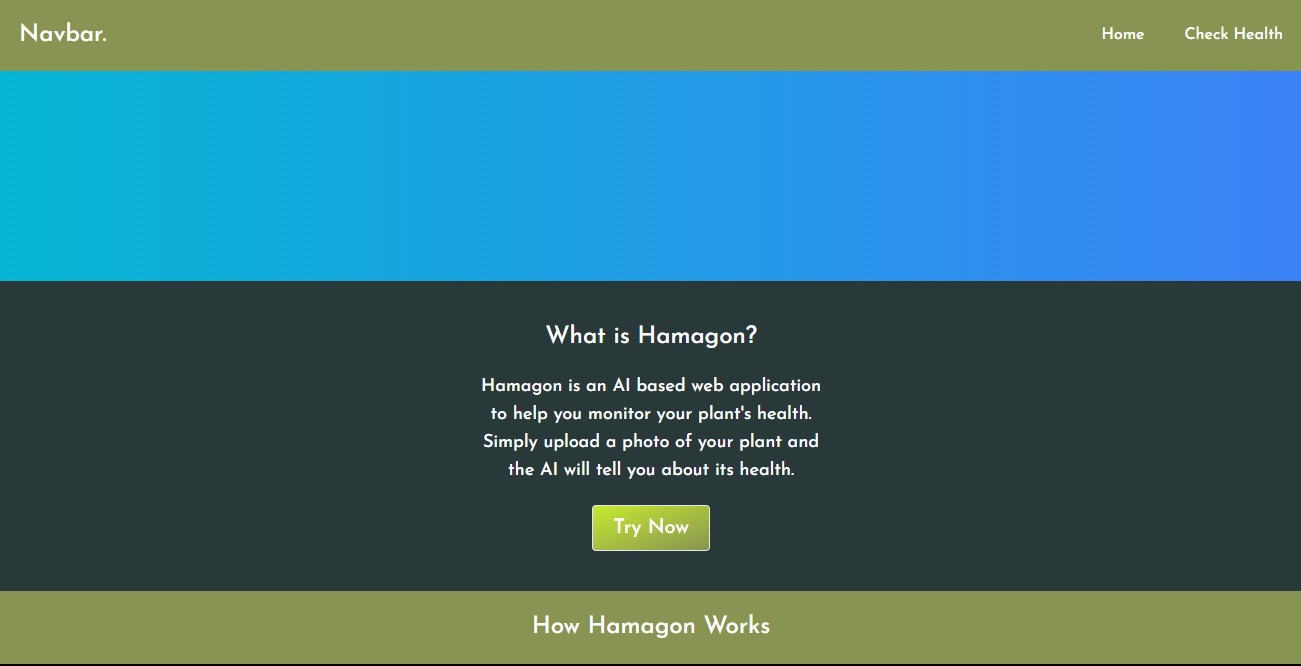 Navbar.
Home
Check Health
What is Hamagon?
Hamagon is an AI based web application
to help you monitor your plant's health.
Simply upload a photo of your plant and
the AI will tell you about its health.
Try Now
How Hamagon Works